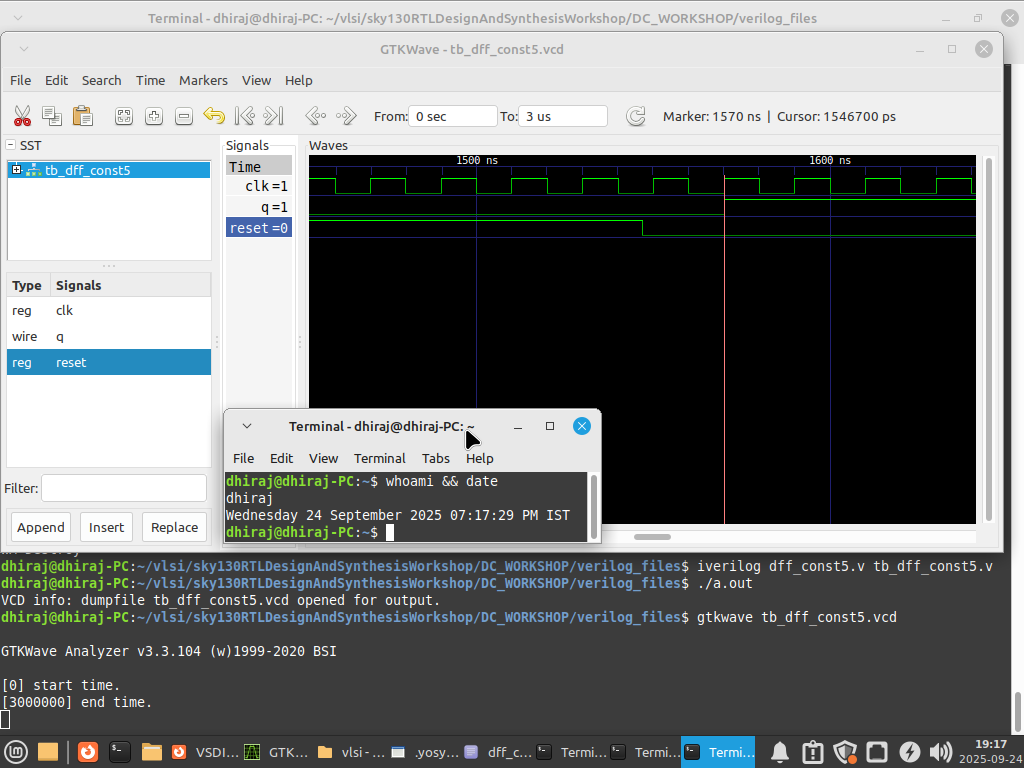 Terminal - dhiraj@dhiraj-PC: ~/vlsi/sky130RTLDesignAndSynthesisWorkshop/DC_WORKSHOP/verilog_files
GTKWave - tb_dff_const5.vcd
File Edit Search Time Markers View Help
From: 0 sec To: 3 us Marker: 1570 ns | Cursor: 1546700 ps
SST
tb_dff_const5
Type Signals
reg clk
wire q
reg reset
Filter:
Append Insert Replace
Signals
Time
clk =1
q =1
reset =0
Waves
1500 ns 1600 ns
Terminal - dhiraj@dhiraj-PC: ~
File Edit View Terminal Tabs Help
dhiraj@dhiraj-PC:~$ whoami && date
dhiraj
Wednesday 24 September 2025 07:17:29 PM IST
dhiraj@dhiraj-PC:~$
dhiraj@dhiraj-PC:~/vlsi/sky130RTLDesignAndSynthesisWorkshop/DC_WORKSHOP/verilog_files$ iverilog dff_const5.v tb_dff_const5.v
dhiraj@dhiraj-PC:~/vlsi/sky130RTLDesignAndSynthesisWorkshop/DC_WORKSHOP/verilog_files$ ./a.out
VCD info: dumpfile tb_dff_const5.vcd opened for output.
dhiraj@dhiraj-PC:~/vlsi/sky130RTLDesignAndSynthesisWorkshop/DC_WORKSHOP/verilog_files$ gtkwave tb_dff_const5.vcd
GTKWave Analyzer v3.3.104 (w)1999-2020 BSI
[0] start time.
[3000000] end time.
VSDI... GTK... vlsi - ... .yosy... dff_c... Termi... Termi... Termi... 19:17
2025-09-24